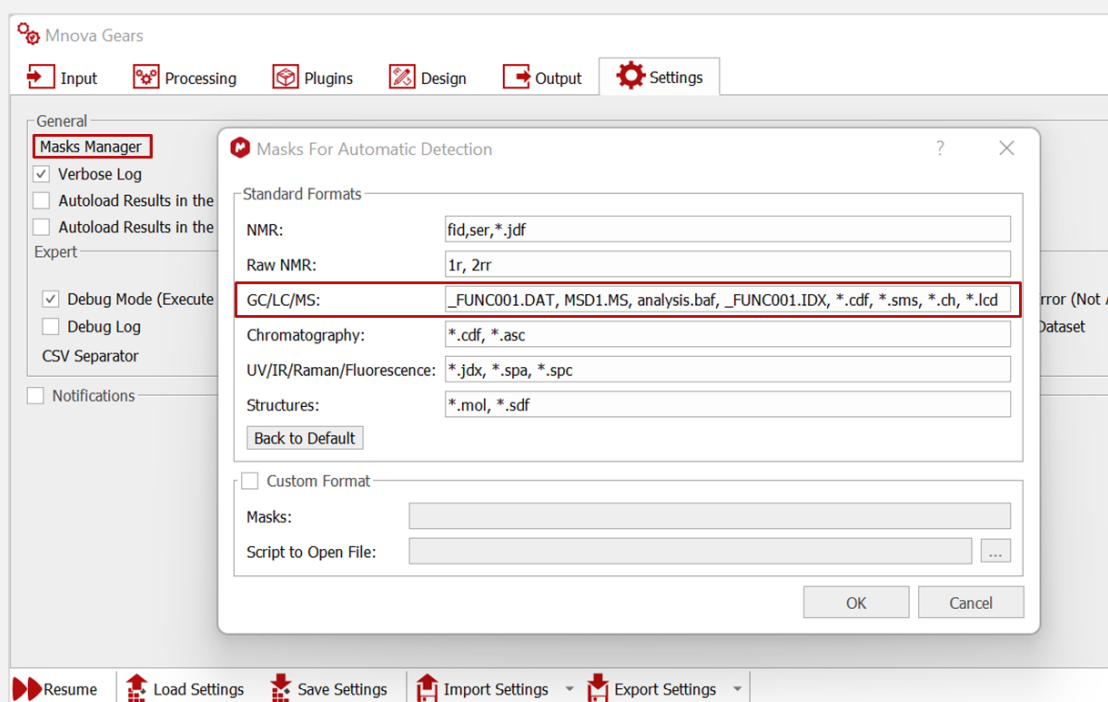 Mnova Gears
Input Processing Plugins Design Output Settings
General
Masks Manager
Verbose Log
Autoload Results in the
Autoload Results in the
Expert
Debug Mode (Execute
Debug Log
CSV Separator
Notifications
Masks For Automatic Detection ?
Standard Formats
NMR: fid,ser,*.jdf
Raw NMR: 1r, 2rr
GC/LC/MS: _FUNC001.DAT, MSD1.MS, analysis.baf, _FUNC001.IDX, *.cdf, *.sms, *.ch, *.lcd
Chromatography: *.cdf, *.asc
UV/IR/Raman/Fluorescence: *.jdx, *.spa, *.spc
Structures: *.mol, *.sdf
Back to Default
Custom Format
Masks:
Script to Open File: ...
OK Cancel
(Not
Dataset
Resume Load Settings Save Settings Import Settings Export Settings